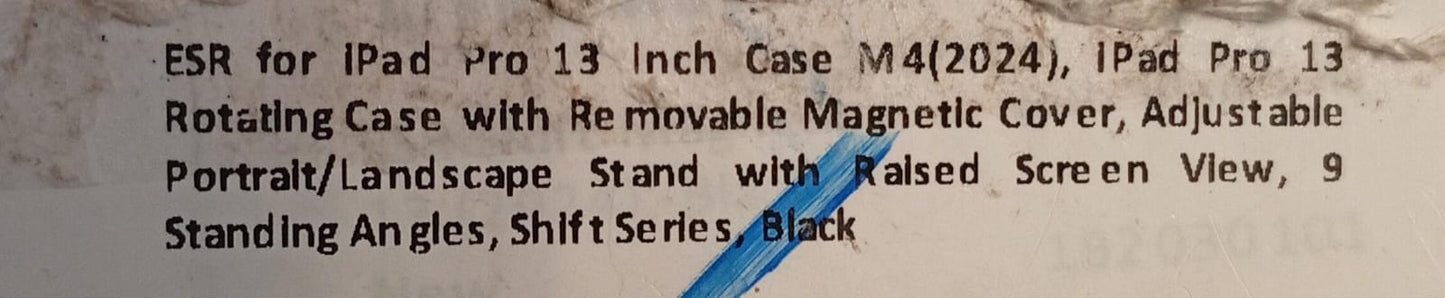 ESR for iPad Pro 13 Inch Case M4(2024), iPad Pro 13
Rotating Case with Removable Magnetic Cover, Adjustable
Portrait/Landscape Stand with Raised Screen View, 9
Standing Angles, Shift Series, Black